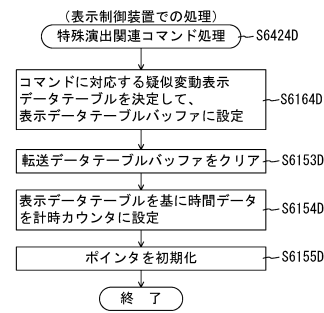 (表示制御装置での処理)
特殊演出関連コマンド処理
S6424D
コマンドに対応する疑似変動表示
データテーブルを決定して、
表示データテーブルバッファに設定
S6164D
転送データテーブルバッファをクリア
S6153D
表示データテーブルを基に時間データ
を計時カウンタに設定
S6154D
ポインタを初期化
S6155D
終 了